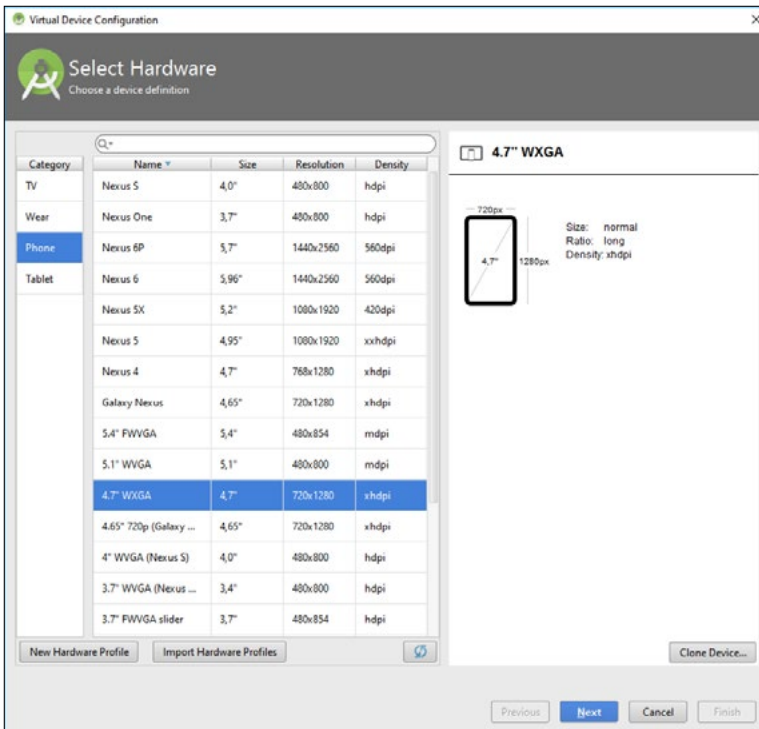 Virtual Device Configuration
Select Hardware
Choose a device definition
Category
TV
Wear
Phone
Tablet
Name Size Resolution Density
Nexus S 4,0" 480x800 hdpi
Nexus One 3,7" 480x800 hdpi
Nexus 6P 5,7" 1440x2560 560dpi
Nexus 6 5,96" 1440x2560 560dpi
Nexus 5X 5,2" 1080x1920 420dpi
Nexus 5 4,95" 1080x1920 xxhdpi
Nexus 4 4,7" 768x1280 xhdpi
Galaxy Nexus 4,65" 720x1280 xhdpi
5.4" FWVGA 5,4" 480x854 mdpi
5.1" WVGA 5,1" 480x800 mdpi
4.7" WXGA 4,7" 720x1280 xhdpi
4.65" 720p (Galaxy ... 4,65" 720x1280 xhdpi
4" WVGA (Nexus S) 4,0" 480x800 hdpi
3.7" WVGA (Nexus ... 3,4" 480x800 hdpi
3.7" FWVGA slider 3,7" 480x854 hdpi
New Hardware Profile Import Hardware Profiles
4.7" WXGA
720px
4,7"
1280px
Size: normal
Ratio: long
Density: xhdpi
Clone Device...
Previous Next Cancel Finish